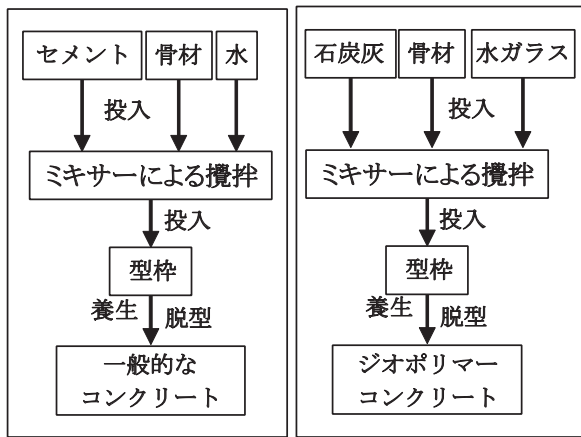 セメント
骨材
水
投入
ミキサーによる攪拌
投入
型枠
養生
脱型
一般的な
コンクリート
石炭灰
骨材
水ガラス
投入
ミキサーによる攪拌
投入
型枠
養生
脱型
ジオポリマー
コンクリート